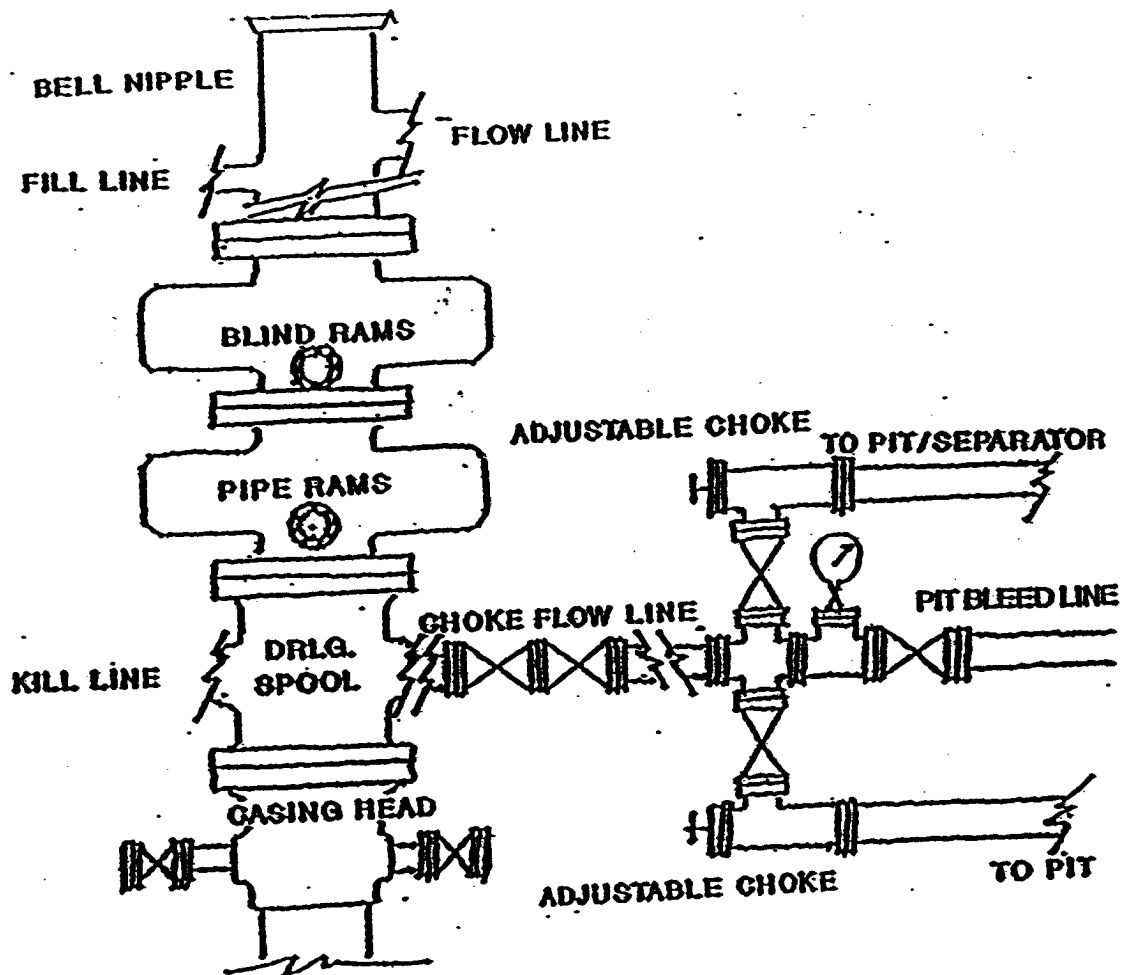 BELL NIPPLE
FLOW LINE
FILL LINE
BLIND RAMS
ADJUSTABLE CHOKE
TO PIT/SEPARATOR
PIPE RAMS
CHOKE FLOW LINE
PIT BLEED LINE
DRLG.
SPOOL
KILL LINE
CASING HEAD
ADJUSTABLE CHOKE
TO PIT